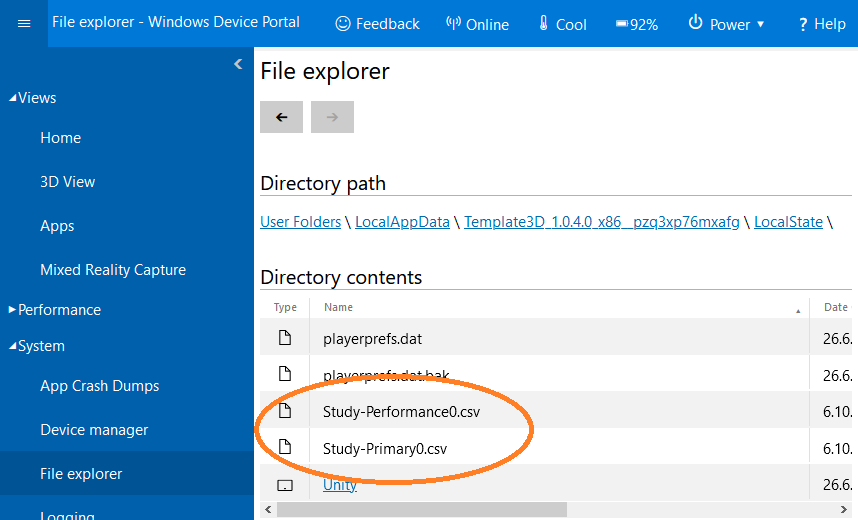 File explorer - Windows Device Portal Feedback Online Cool 92% Power ▼ ? Help
Views
Home
3D View
Apps
Mixed Reality Capture
Performance
System
App Crash Dumps
Device manager
File explorer
Logging
File explorer
Directory path
User Folders \ LocalAppData \ Template3D_1.0.4.0_x86__pzq3xp76mxafg \ LocalState \
Directory contents
Type Name Date
playerprefs.dat 26.6.
playerprefs.dat.bak 26.6.
Study-Performance0.csv 6.10.
Study-Primary0.csv 6.10.
Unity 26.6.